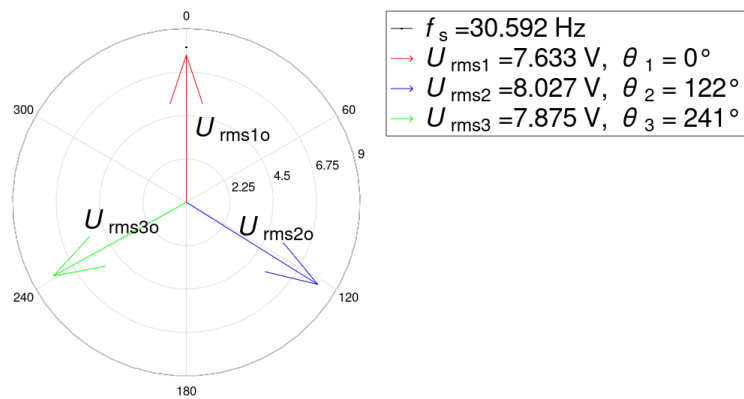 0
60
9
6.75
4.5
2.25
120
180
240
300
U rms1o
U rms2o
U rms3o
f s =30.592 Hz
U rms1 =7.633 V, θ 1 = 0°
U rms2 =8.027 V, θ 2 = 122°
U rms3 =7.875 V, θ 3 = 241°